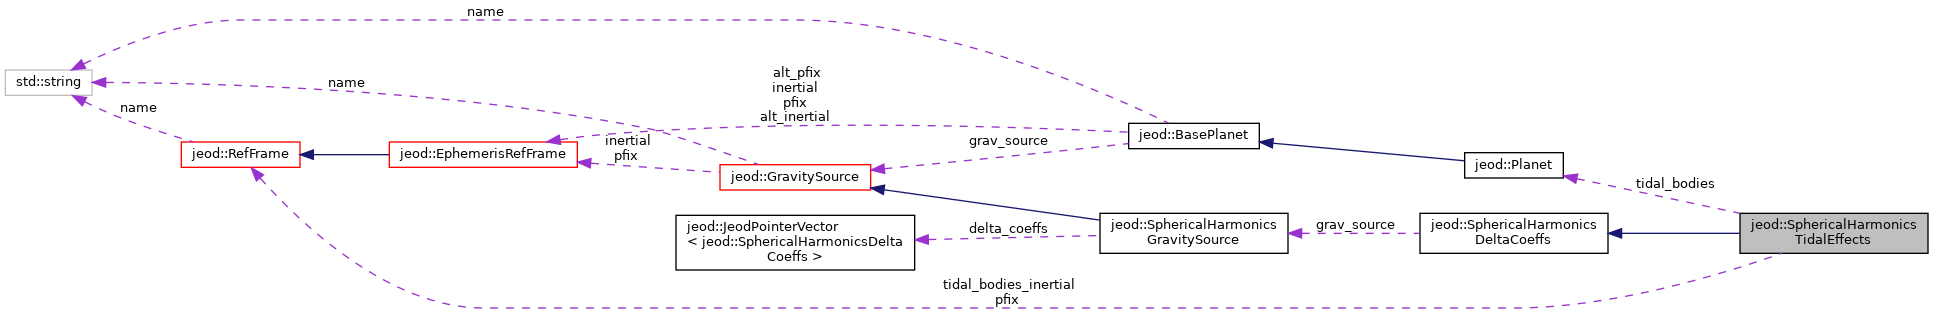 name
std::string
name
name
alt_pfix
inertial
pfix
alt_inertial
inertial
pfix
jeod::RefFrame
jeod::EphemerisRefFrame
jeod::GravitySource
grav_source
jeod::BasePlanet
jeod::Planet
tidal_bodies
jeod::JeodPointerVector
< jeod::SphericalHarmonicsDelta
Coeffs >
delta_coeffs
jeod::SphericalHarmonics
GravitySource
grav_source
jeod::SphericalHarmonics
DeltaCoeffs
jeod::SphericalHarmonics
TidalEffects
tidal_bodies_inertial
pfix